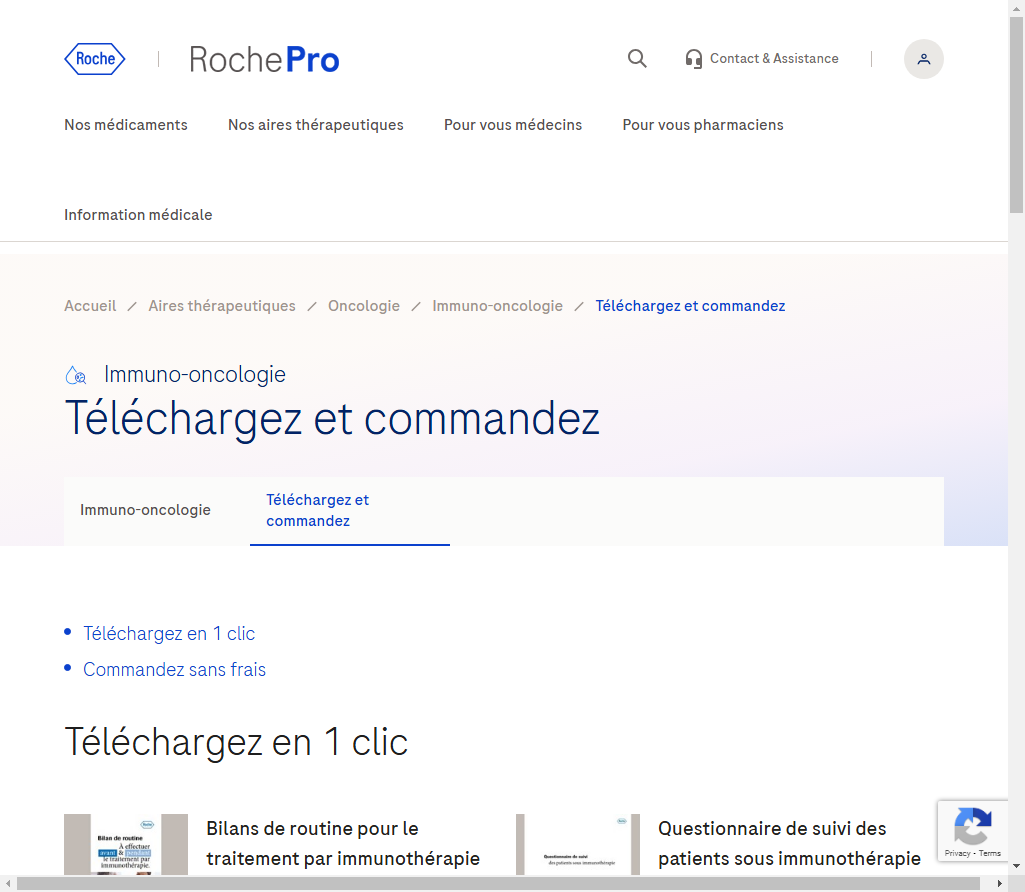 Roche
RochePro
Contact & Assistance
Nos médicaments
Nos aires thérapeutiques
Pour vous médecins
Pour vous pharmaciens
Information médicale
Accueil / Aires thérapeutiques / Oncologie / Immuno-oncologie / Téléchargez et commandez
Immuno-oncologie
Téléchargez et commandez
Immuno-oncologie
Téléchargez et
commandez
Téléchargez en 1 clic
Commandez sans frais
Téléchargez en 1 clic
Roche
Bilan de routine
À effectuer
avant & pendant
le traitement par
immunothérapie.
Bilans de routine pour le
traitement par immunothérapie
Questionnaire de suivi
des patients sous immunothérapie
Questionnaire de suivi des
patients sous immunothérapie
Privacy - Terms